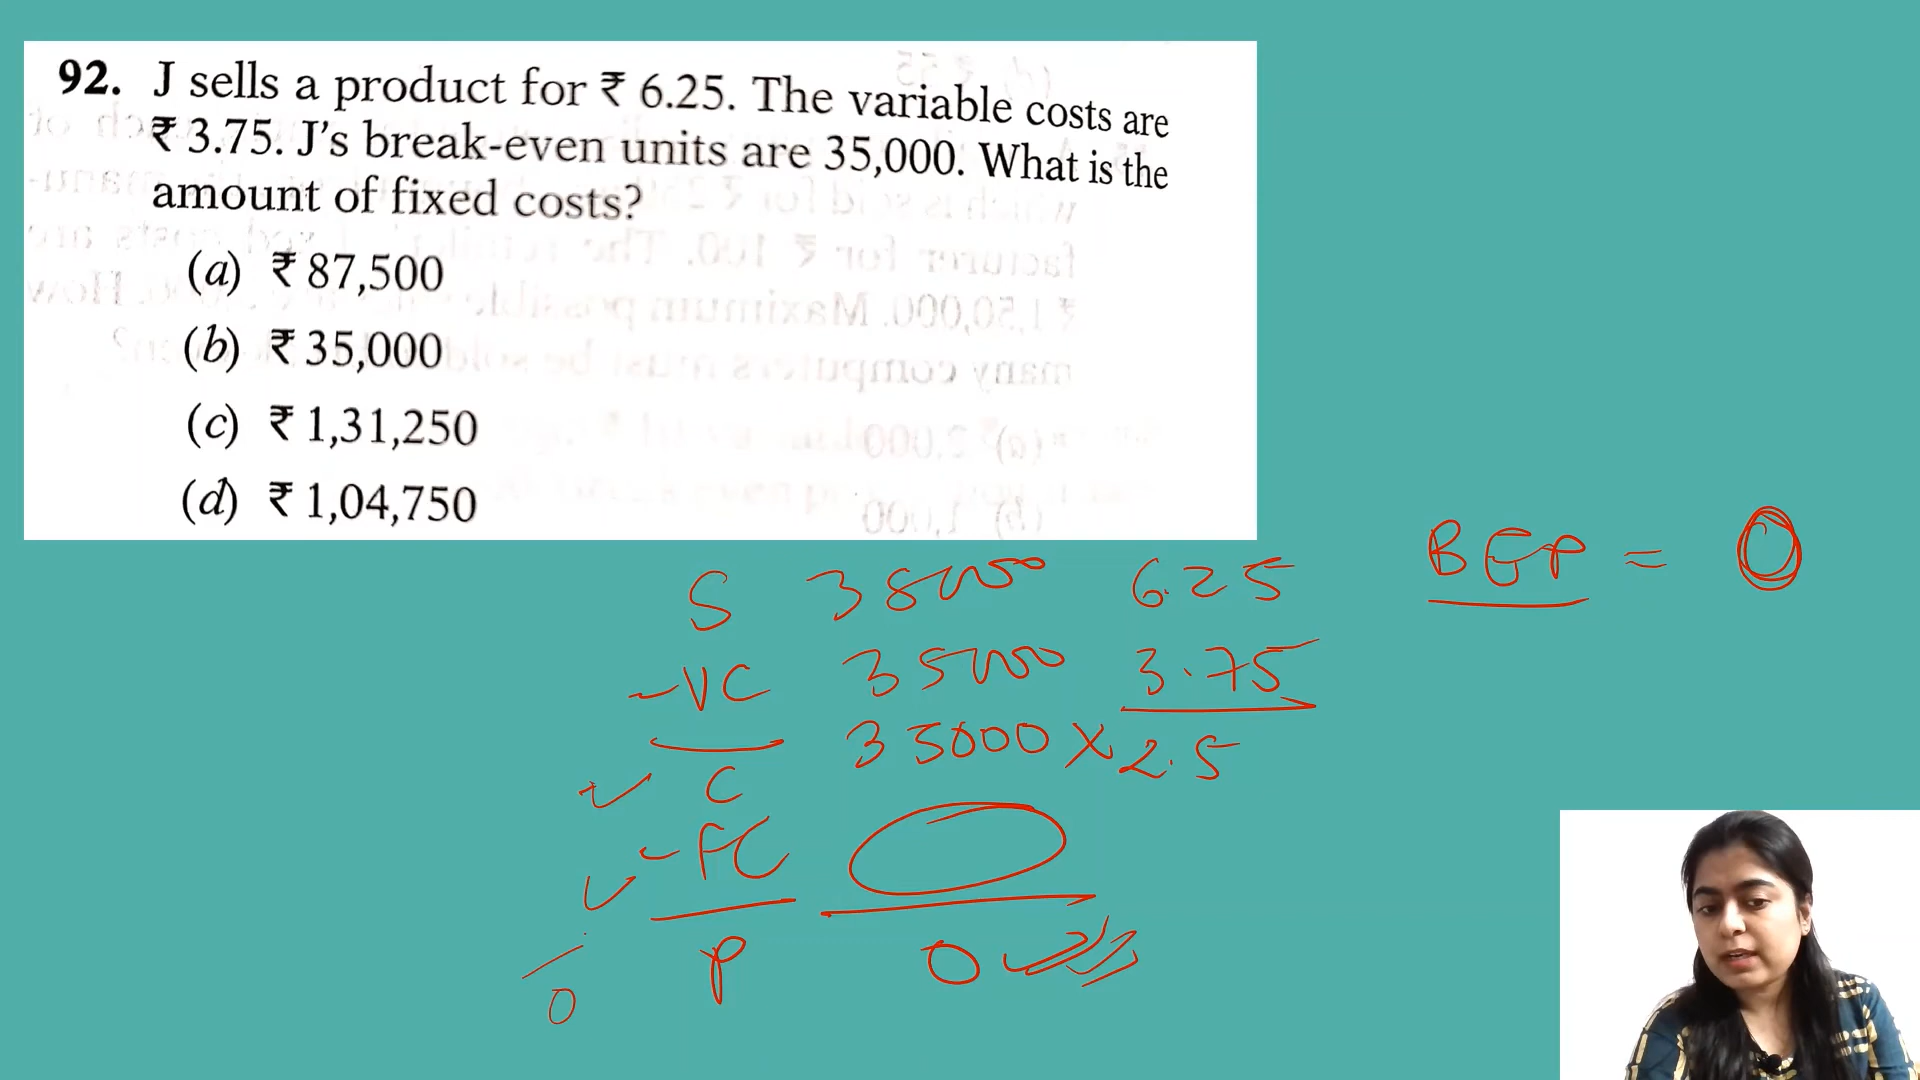 92. J sells a product for ₹ 6.25. The variable costs are
₹ 3.75. J's break-even units are 35,000. What is the
amount of fixed costs?
(a) ₹ 87,500
(b) ₹ 35,000
(c) ₹ 1,31,250
(d) ₹ 1,04,750
BEP = 0
S 35000 6.25
-VC 35000 3.75
C 35000 × 2.5
-FC
P 0
0